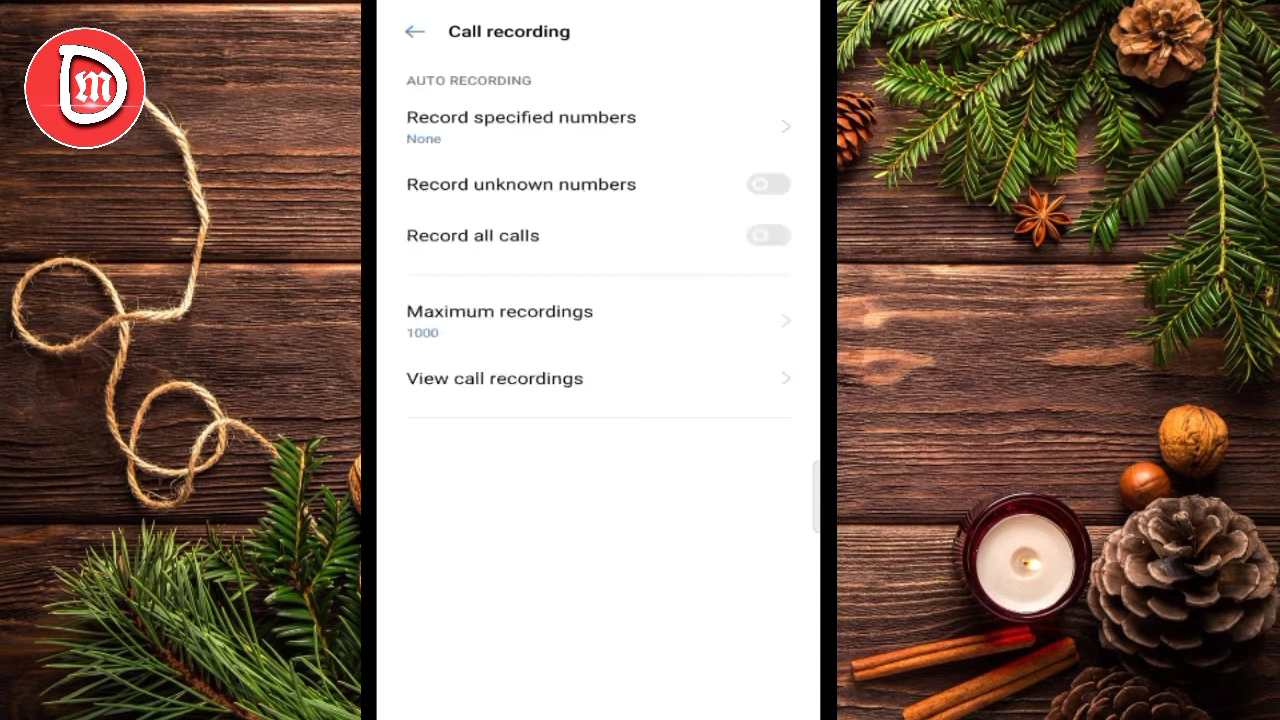 Dm
Call recording
AUTO RECORDING
Record specified numbers
None
Record unknown numbers
Record all calls
Maximum recordings
1000
View call recordings